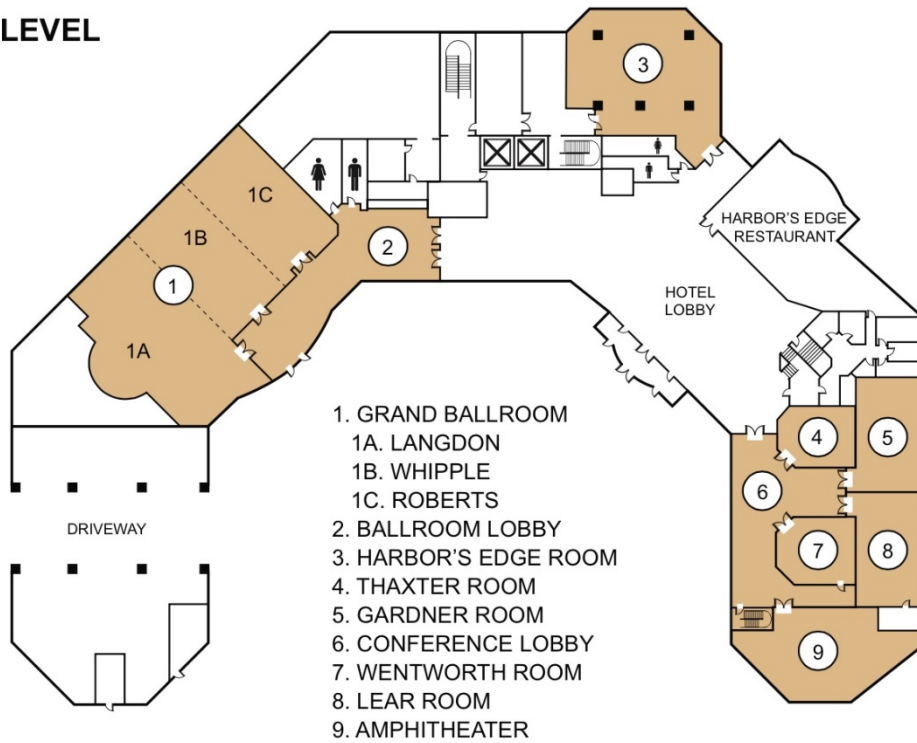 LEVEL
3
1C
1B
2
1
HARBOR'S EDGE
RESTAURANT
HOTEL
LOBBY
1A
4
5
6
7
8
9
DRIVEWAY
1. GRAND BALLROOM
1A. LANGDON
1B. WHIPPLE
1C. ROBERTS
2. BALLROOM LOBBY
3. HARBOR'S EDGE ROOM
4. THAXTER ROOM
5. GARDNER ROOM
6. CONFERENCE LOBBY
7. WENTWORTH ROOM
8. LEAR ROOM
9. AMPHITHEATER